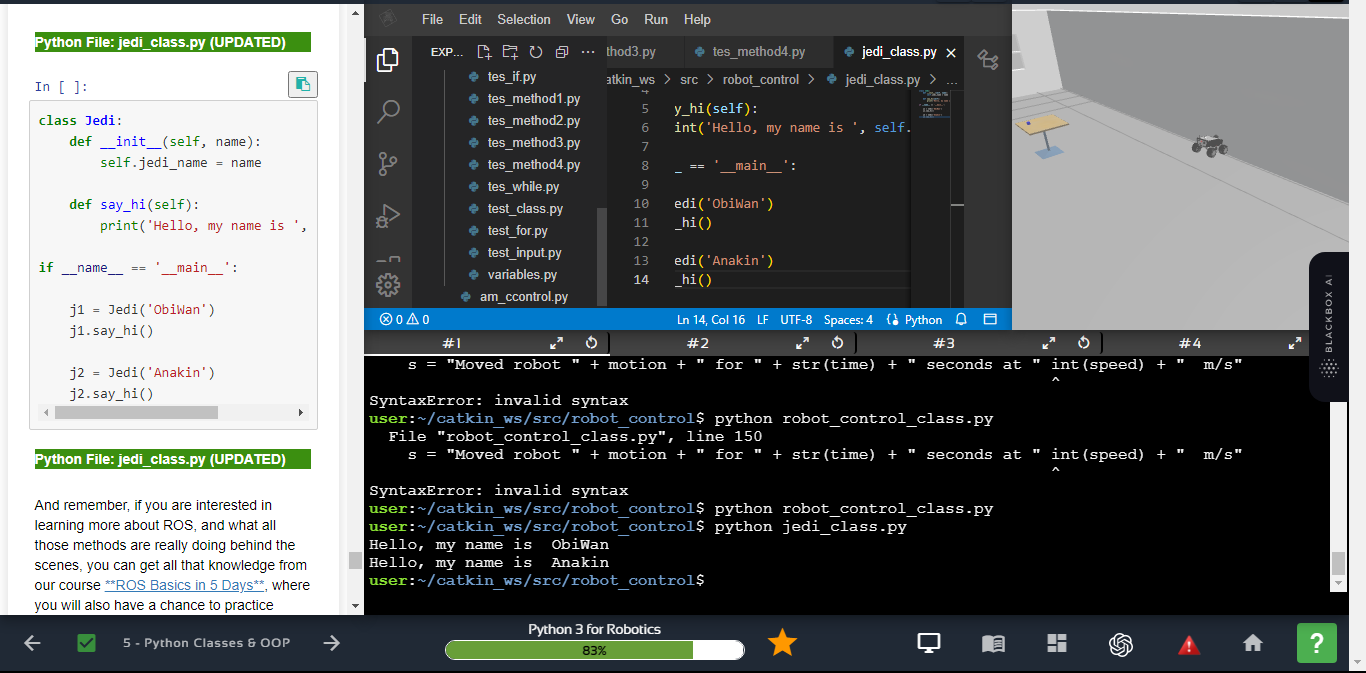 Python File: jedi_class.py (UPDATED)
In [ ]:
class Jedi:
    def __init__(self, name):
        self.jedi_name = name
    def say_hi(self):
        print('Hello, my name is ',
if __name__ == '__main__':
    j1 = Jedi('ObiWan')
    j1.say_hi()
    j2 = Jedi('Anakin')
    j2.say_hi()
Python File: jedi_class.py (UPDATED)
And remember, if you are interested in
learning more about ROS, and what all
those methods are really doing behind the
scenes, you can get all that knowledge from
our course **ROS Basics in 5 Days**, where
you will also have a chance to practice
File Edit Selection View Go Run Help
EXP...
tes_if.py
tes_method1.py
tes_method2.py
tes_method3.py
tes_method4.py
tes_while.py
test_class.py
test_for.py
test_input.py
variables.py
am_ccontrol.py
thod3.py tes_method4.py jedi_class.py
atkin_ws > src > robot_control > jedi_class.py > ...
5 y_hi(self):
6 int('Hello, my name is ', self.
7
8 _ == '__main__':
9
10 edi('ObiWan')
11 _hi()
12
13 edi('Anakin')
14 _hi()
0 0 Ln 14, Col 16 LF UTF-8 Spaces: 4 Python
#1 #2 #3 #4
    s = "Moved robot " + motion + " for " + str(time) + " seconds at " int(speed) + "  m/s"
^
SyntaxError: invalid syntax
user:~/catkin_ws/src/robot_control$ python robot_control_class.py
  File "robot_control_class.py", line 150
    s = "Moved robot " + motion + " for " + str(time) + " seconds at " int(speed) + "  m/s"
^
SyntaxError: invalid syntax
user:~/catkin_ws/src/robot_control$ python robot_control_class.py
user:~/catkin_ws/src/robot_control$ python jedi_class.py
Hello, my name is  ObiWan
Hello, my name is  Anakin
user:~/catkin_ws/src/robot_control$
BLACKBOX AI
5 - Python Classes & OOP
Python 3 for Robotics
83%
?